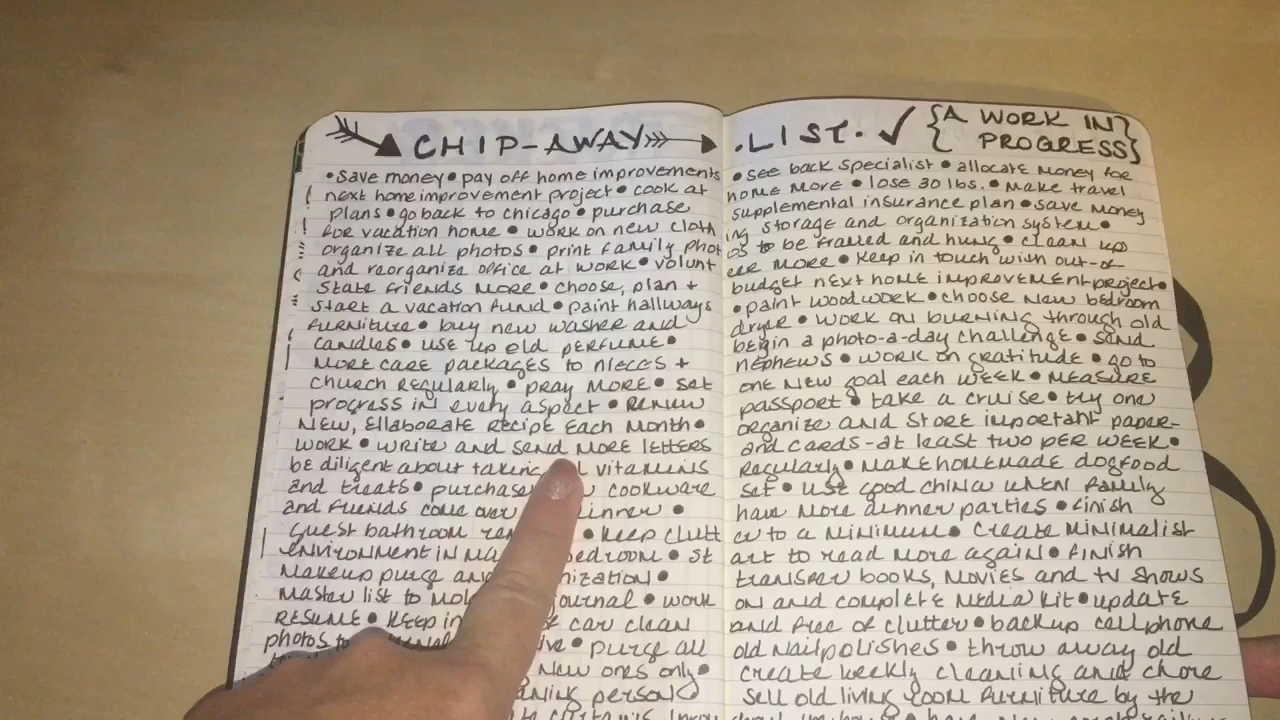 CHIP-AWAY • LIST • ✓ {A WORK IN PROGRESS}
• save money • pay off home improvements • see back specialist • allocate money for
next home improvement project • cook at home more • lose 30 lbs. • make travel
plans • go back to chicago • purchase supplemental insurance plan • save money
for vacation home • work on new clothing storage and organization system •
organize all photos • print family photos to be framed and hung • clean up
and reorganize office at work • volunteer more • keep in touch with out-of-
state friends more • choose, plan + budget next home improvement project •
start a vacation fund • paint hallways • paint woodwork • choose new bedroom
furniture • buy new washer and dryer • work on burning through old
candles • use up old perfume • begin a photo-a-day challenge • send
more care packages to nieces + nephews • work on gratitude • go to
church regularly • pray more • set one new goal each week • measure
progress in every aspect • renew passport • take a cruise • try one
new, ellaborate recipe each month • organize and store important paper-
work • write and send more letters and cards - at least two per week •
be diligent about taking vitamins regularly • make homemade dogfood
and treats • purchase cookware set • use good china when family
and friends come over dinner • have more dinner parties • finish
guest bathroom • keep clutter to a minimum • create minimalist
environment in bedroom • start to read more again • finish
makeup purge and • transfer books, movies and tv shows
master list to journal • work on and complete media kit • update
resume • keep car clean and free of clutter • backup cellphone
photos to • purge all old nailpolishes • throw away old
new ones only • create weekly cleaning and chore
person sell old living room furniture by the